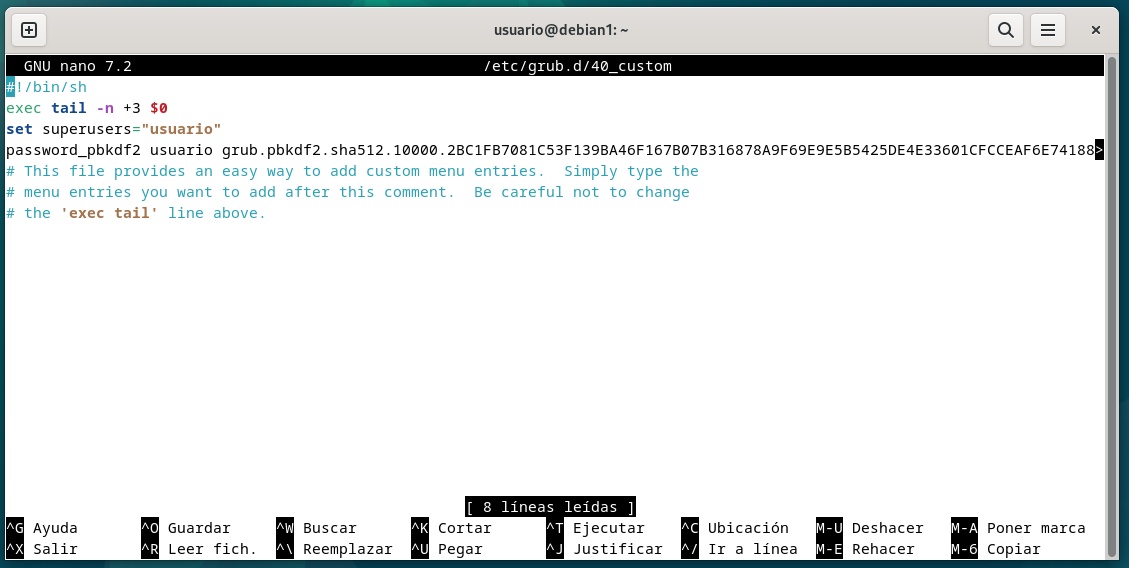 usuario@debian1: ~
GNU nano 7.2 /etc/grub.d/40_custom
#!/bin/sh
exec tail -n +3 $0
set superusers="usuario"
password_pbkdf2 usuario grub.pbkdf2.sha512.10000.2BC1FB7081C53F139BA46F167B07B316878A9F69E9E5B5425DE4E33601CFCCEAF6E74188>
# This file provides an easy way to add custom menu entries.  Simply type the
# menu entries you want to add after this comment.  Be careful not to change
# the 'exec tail' line above.
[ 8 líneas leídas ]
^G Ayuda ^O Guardar ^W Buscar ^K Cortar ^T Ejecutar ^C Ubicación M-U Deshacer M-A Poner marca
^X Salir ^R Leer fich. ^\ Reemplazar ^U Pegar ^J Justificar ^/ Ir a línea M-E Rehacer M-6 Copiar